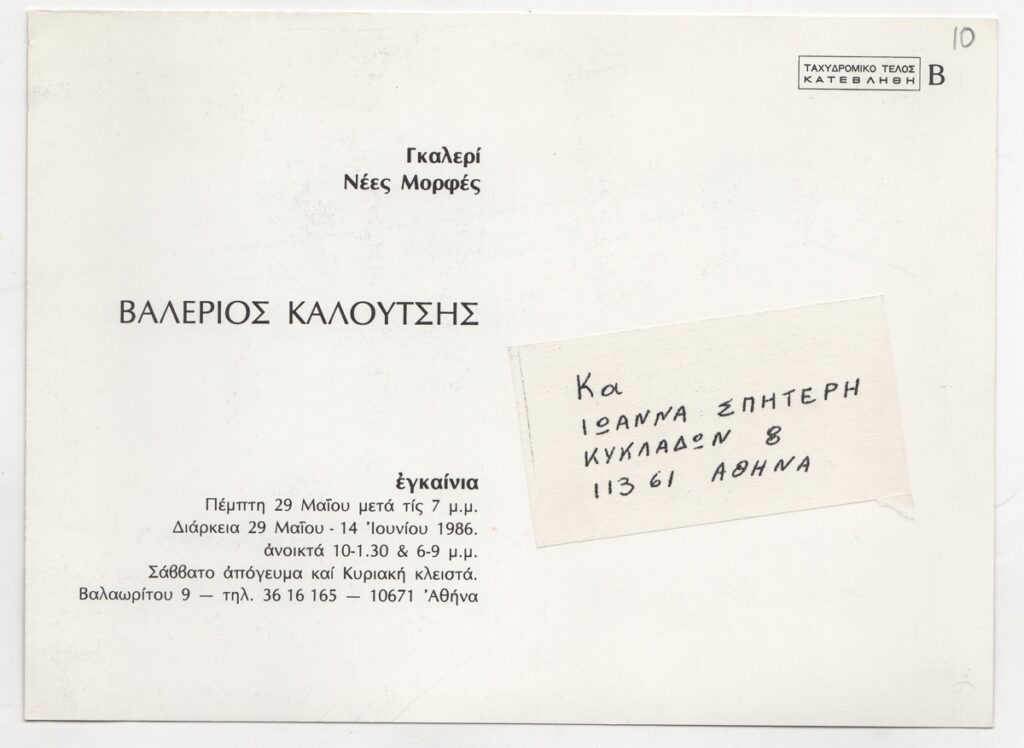 10
ΤΑΧΥΔΡΟΜΙΚΟ ΤΕΛΟΣ
ΚΑΤΕΒΛΗΘΗ Β
Γκαλερί
Νέες Μορφές
ΒΑΛΕΡΙΟΣ ΚΑΛΟΥΤΣΗΣ
ἐγκαίνια
Πέμπτη 29 Μαΐου μετά τίς 7 μ.μ.
Διάρκεια 29 Μαΐου - 14 Ἰουνίου 1986.
ἀνοικτά 10-1.30 & 6-9 μ.μ.
Σάββατο ἀπόγευμα καί Κυριακή κλειστά.
Βαλαωρίτου 9 — τηλ. 36 16 165 — 10671 Ἀθήνα
Κα
ΙΩΑΝΝΑ ΣΠΗΤΕΡΗ
ΚΥΚΛΑΔΩΝ 8
113 61 ΑΘΗΝΑ